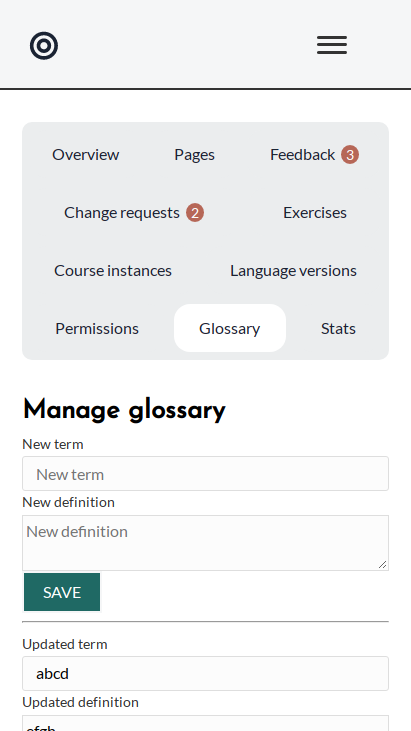 Overview Pages Feedback 3
Change requests 2 Exercises
Course instances Language versions
Permissions Glossary Stats
Manage glossary
New term
New term
New definition
New definition
SAVE
Updated term
abcd
Updated definition
efgh